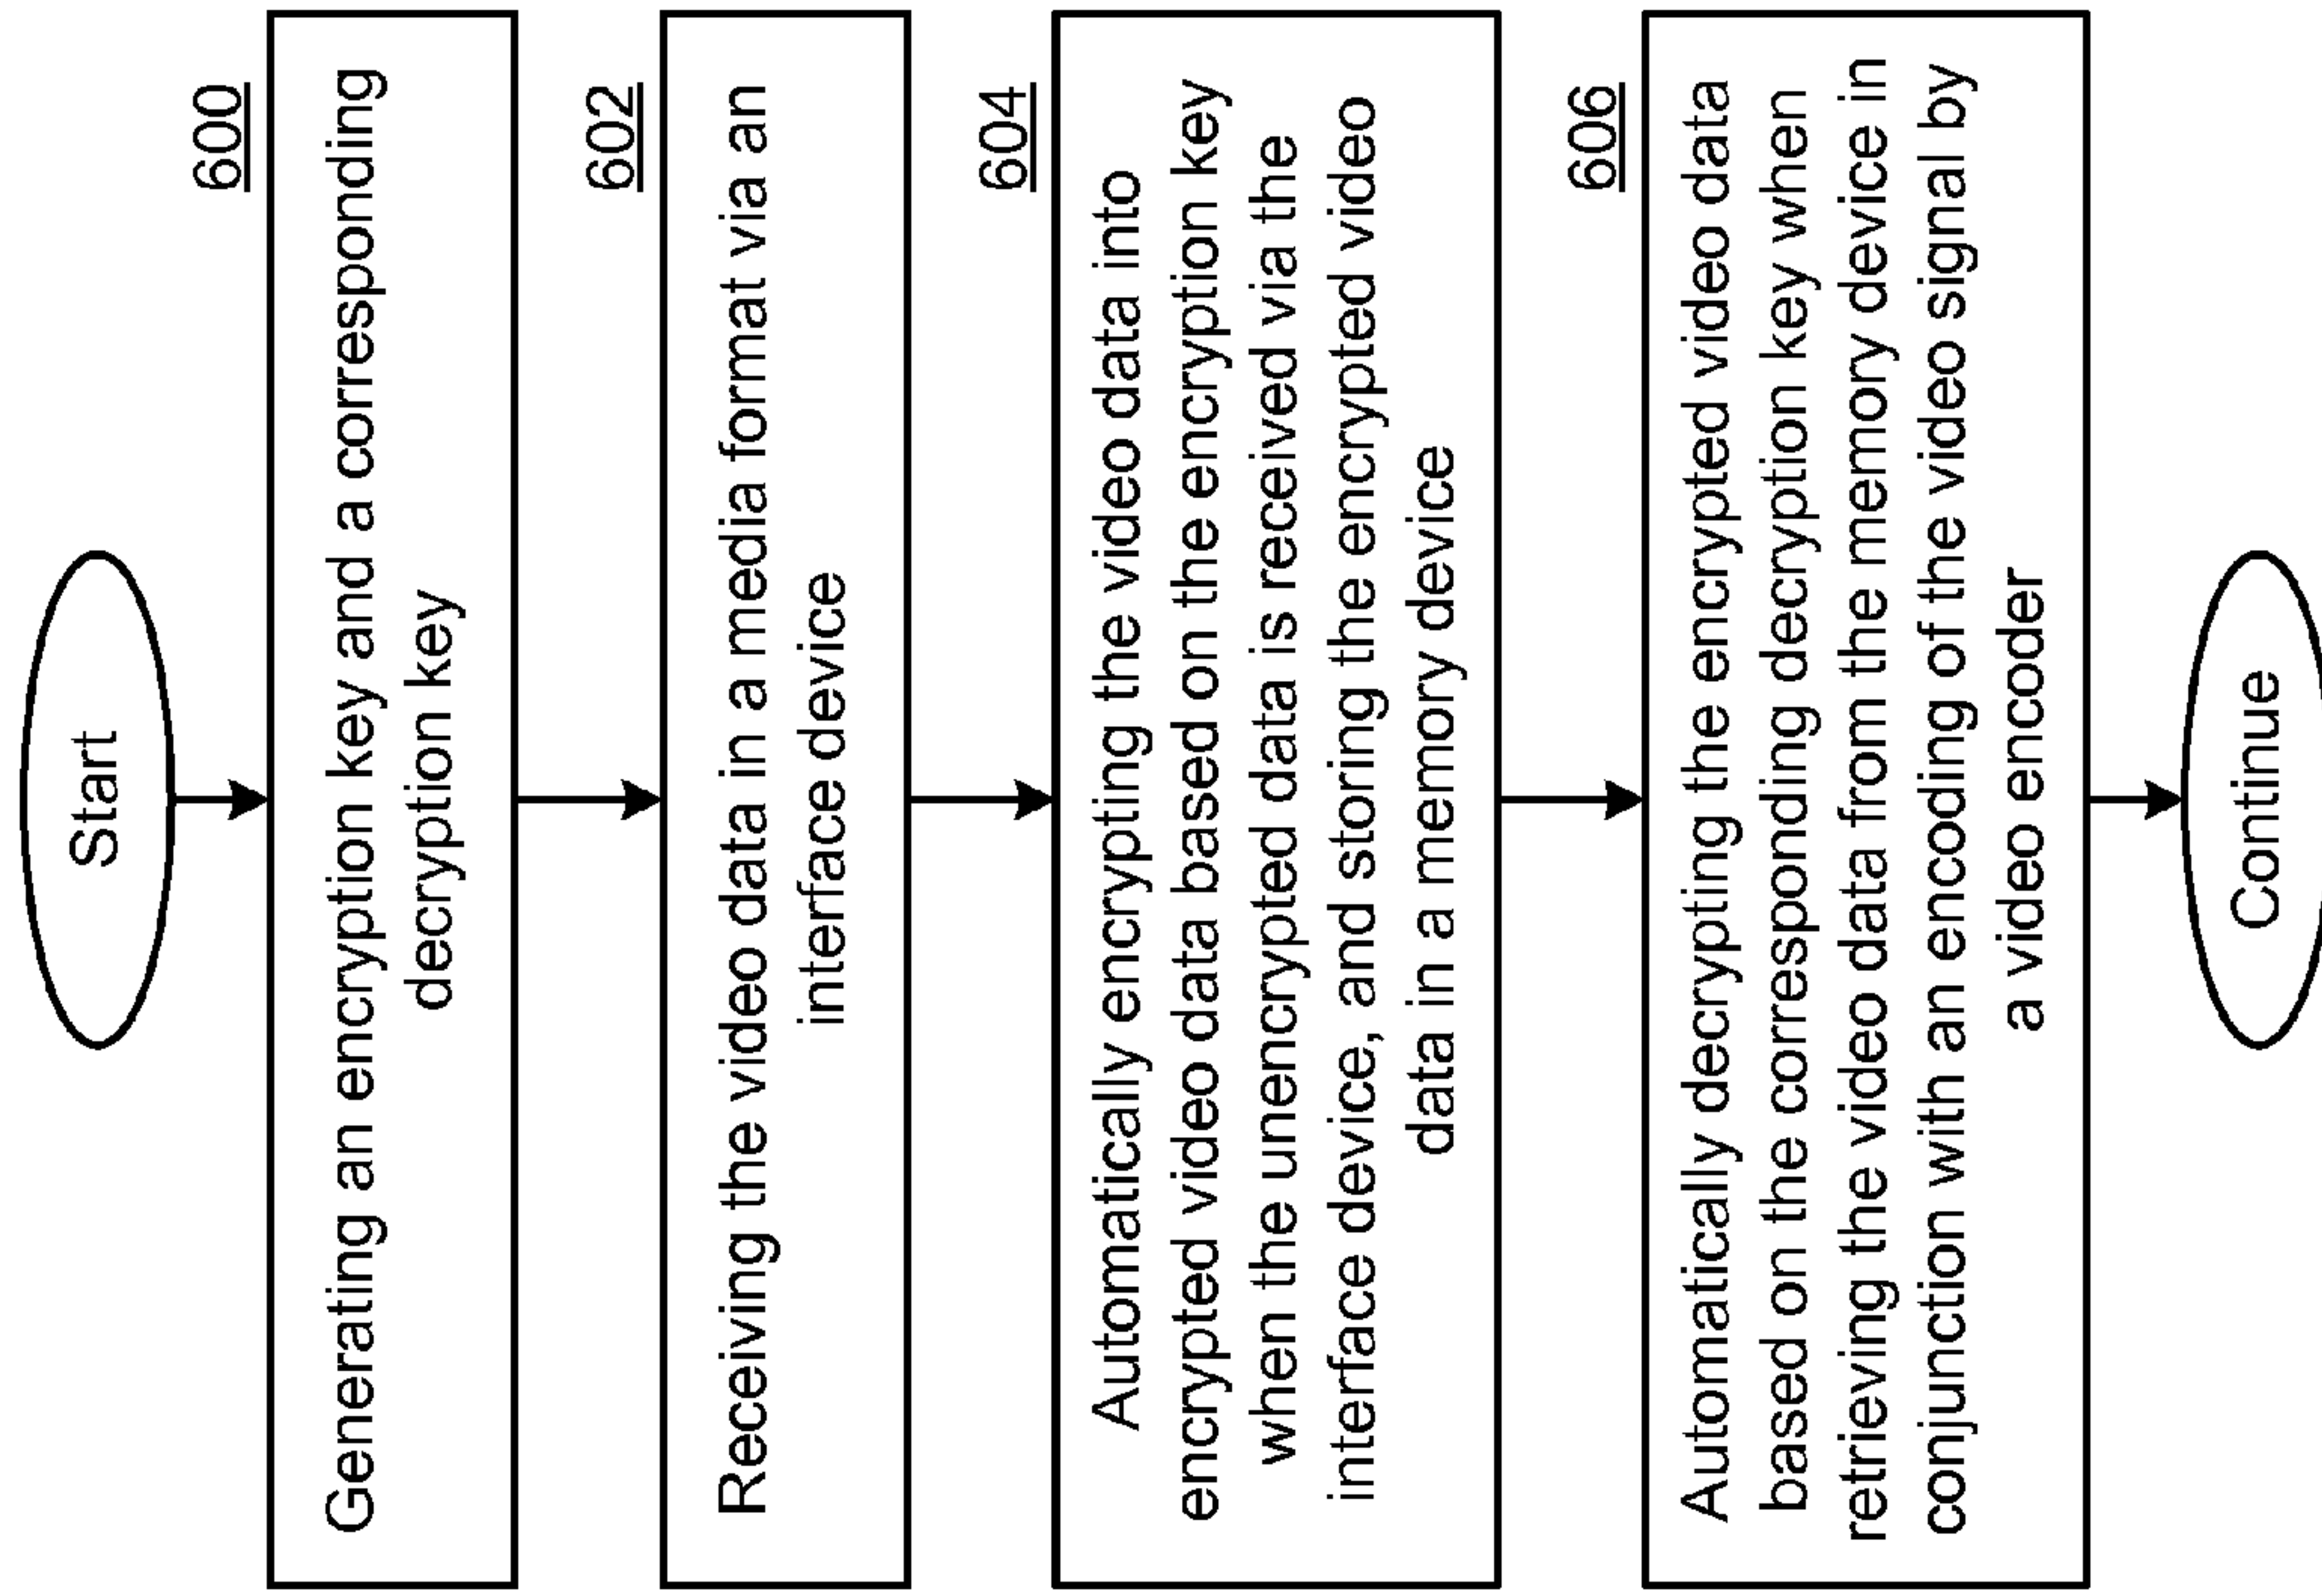 Start
600
Generating an encryption key and a corresponding
decryption key
602
Receiving the video data in a media format via an
interface device
604
Automatically encrypting the video data into
encrypted video data based on the encryption key
when the unencrypted data is received via the
interface device, and storing the encrypted video
data in a memory device
606
Automatically decrypting the encrypted video data
based on the corresponding decryption key when
retrieving the video data from the memory device in
conjunction with an encoding of the video signal by
a video encoder
Continue